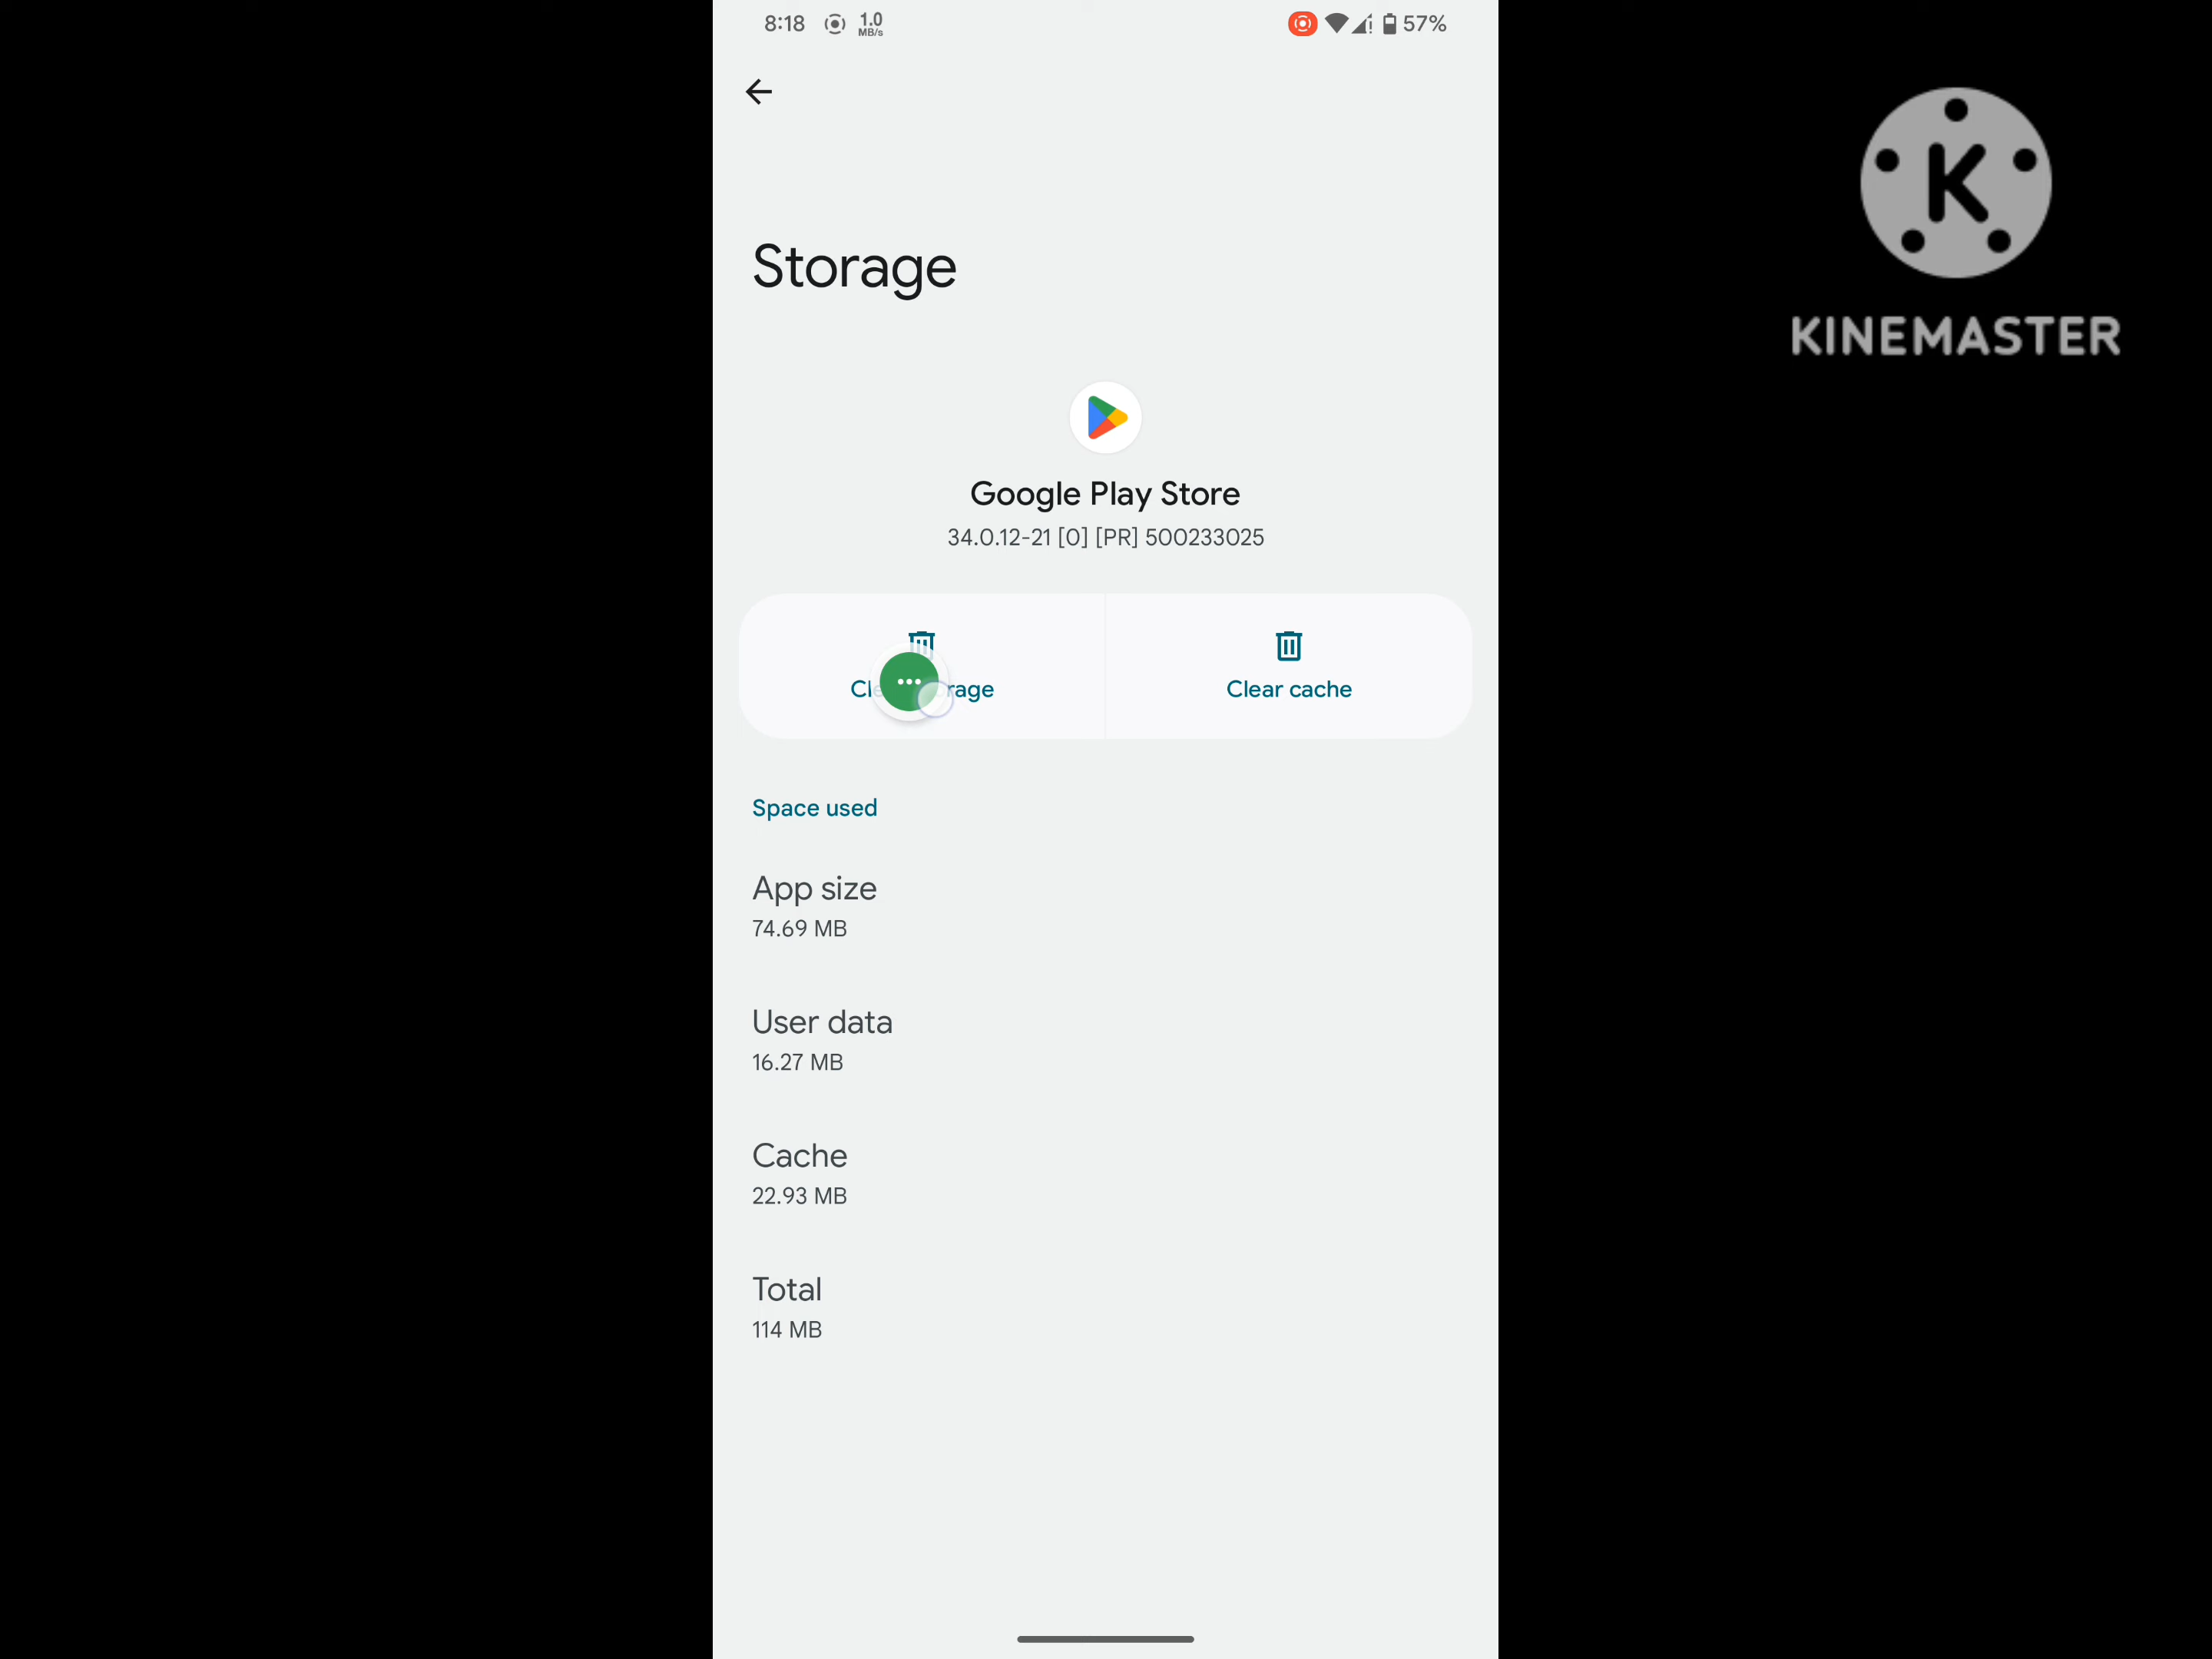 8:18 1.0 MB/s 57%
KINEMASTER
Storage
Google Play Store
34.0.12-21 [0] [PR] 500233025
Clear cache
Space used
App size
74.69 MB
User data
16.27 MB
Cache
22.93 MB
Total
114 MB